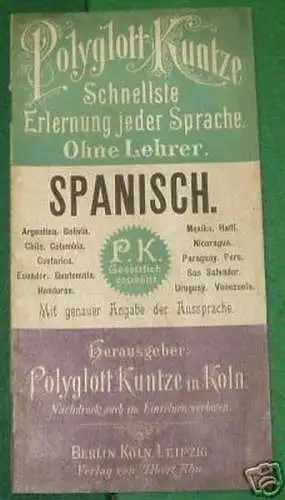 Polyglott Kuntze
Schnellste
Erlernung jeder Sprache.
Ohne Lehrer.
SPANISCH.
Argentina. Bolivia.
Chile. Colombia.
Costarica.
Ecuador. Guatemala.
Honduras.
P.K.
Gesetzlich
geschützt
Mexiko. Haïti.
Nicaragua.
Paraguay. Peru.
San Salvador.
Uruguay. Venezuela.
Mit genauer Angabe der Aussprache.
Herausgeber:
Polyglott Kuntze in Köln.
Nachdruck auch im Einzelnen verboten.
BERLIN KÖLN LEIPZIG
Verlag von Albert Ahn